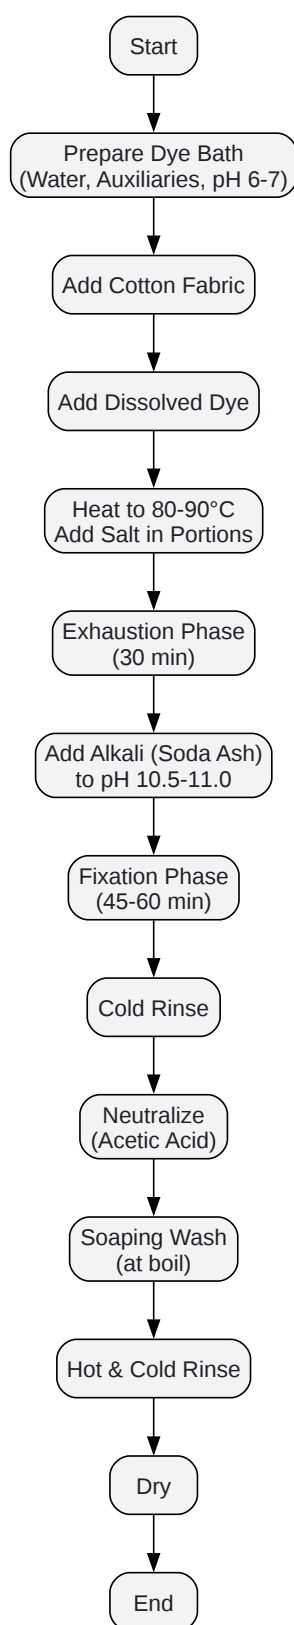 Start
Prepare Dye Bath
(Water, Auxiliaries, pH 6-7)
Add Cotton Fabric
Add Dissolved Dye
Heat to 80-90°C
Add Salt in Portions
Exhaustion Phase
(30 min)
Add Alkali (Soda Ash)
to pH 10.5-11.0
Fixation Phase
(45-60 min)
Cold Rinse
Neutralize
(Acetic Acid)
Soaping Wash
(at boil)
Hot & Cold Rinse
Dry
End